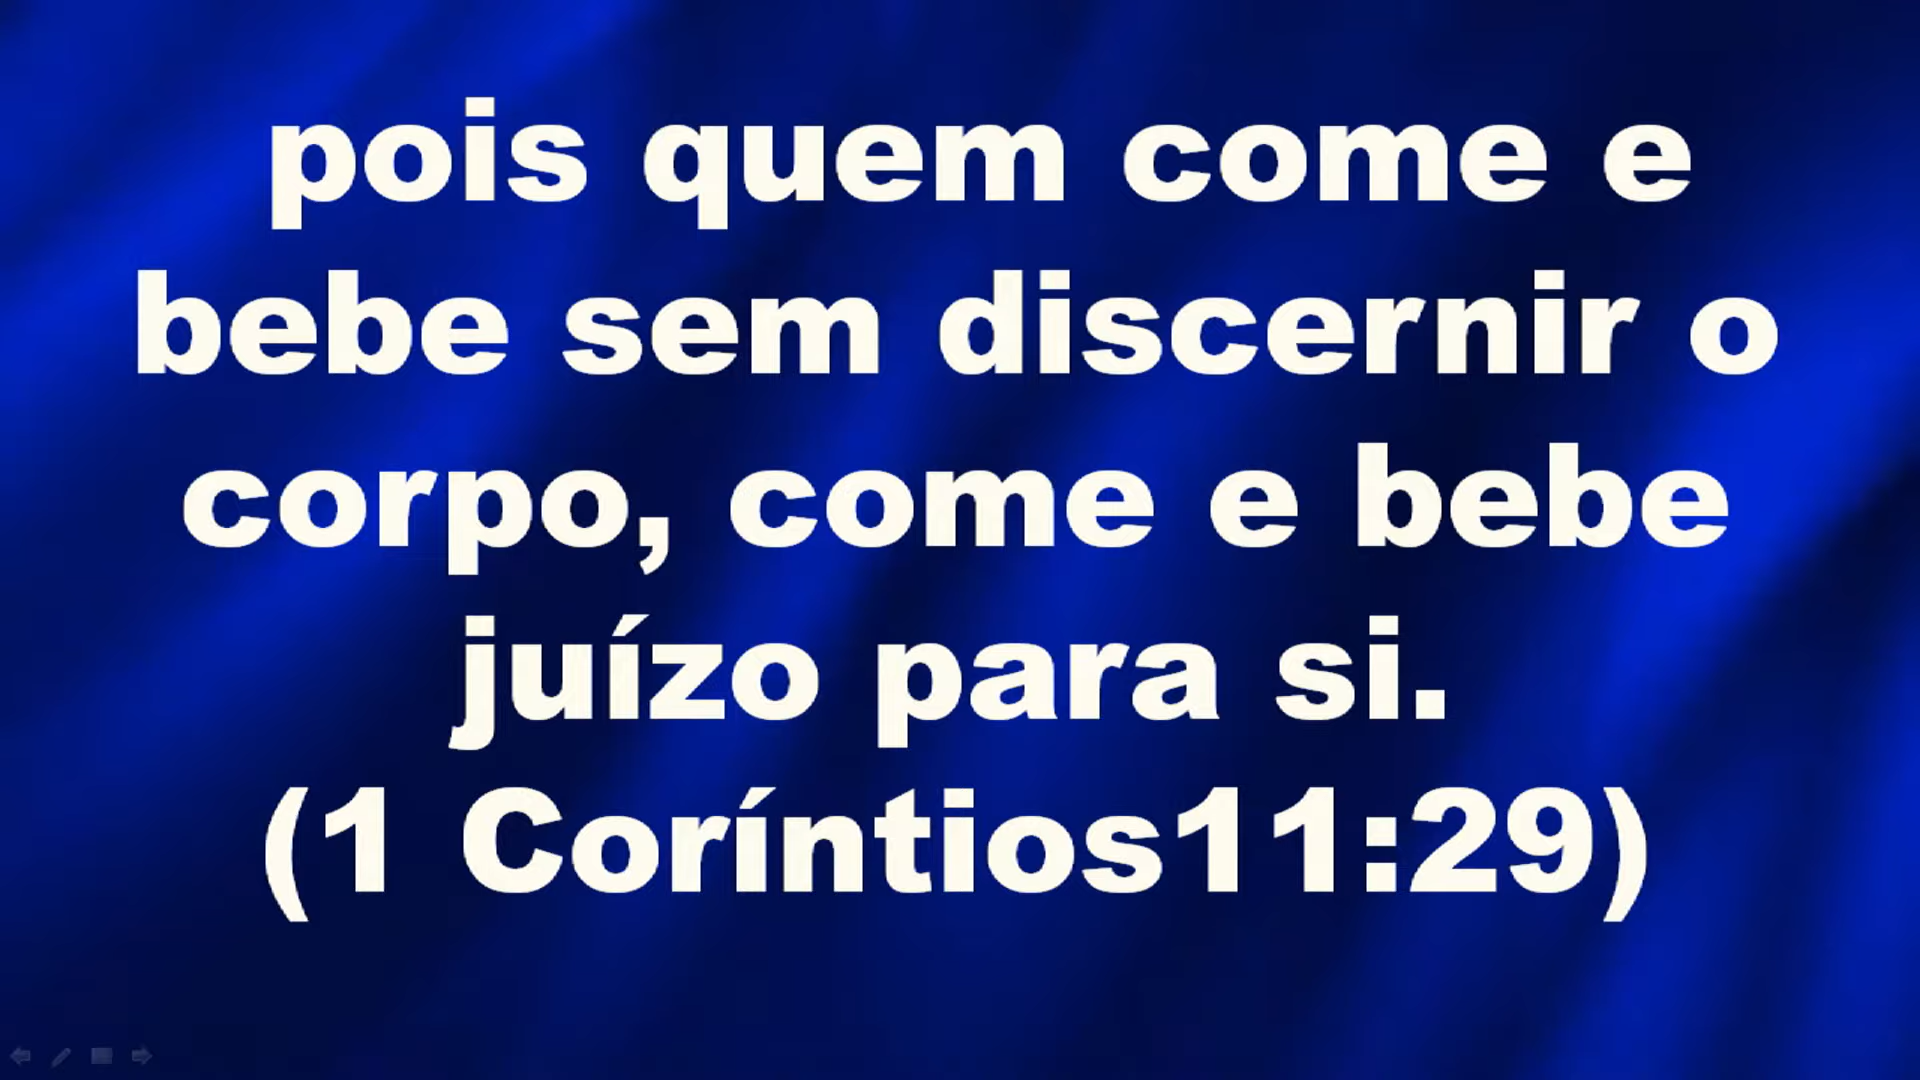 pois quem come e
bebe sem discernir o
corpo, come e bebe
juízo para si.
(1 Coríntios11:29)